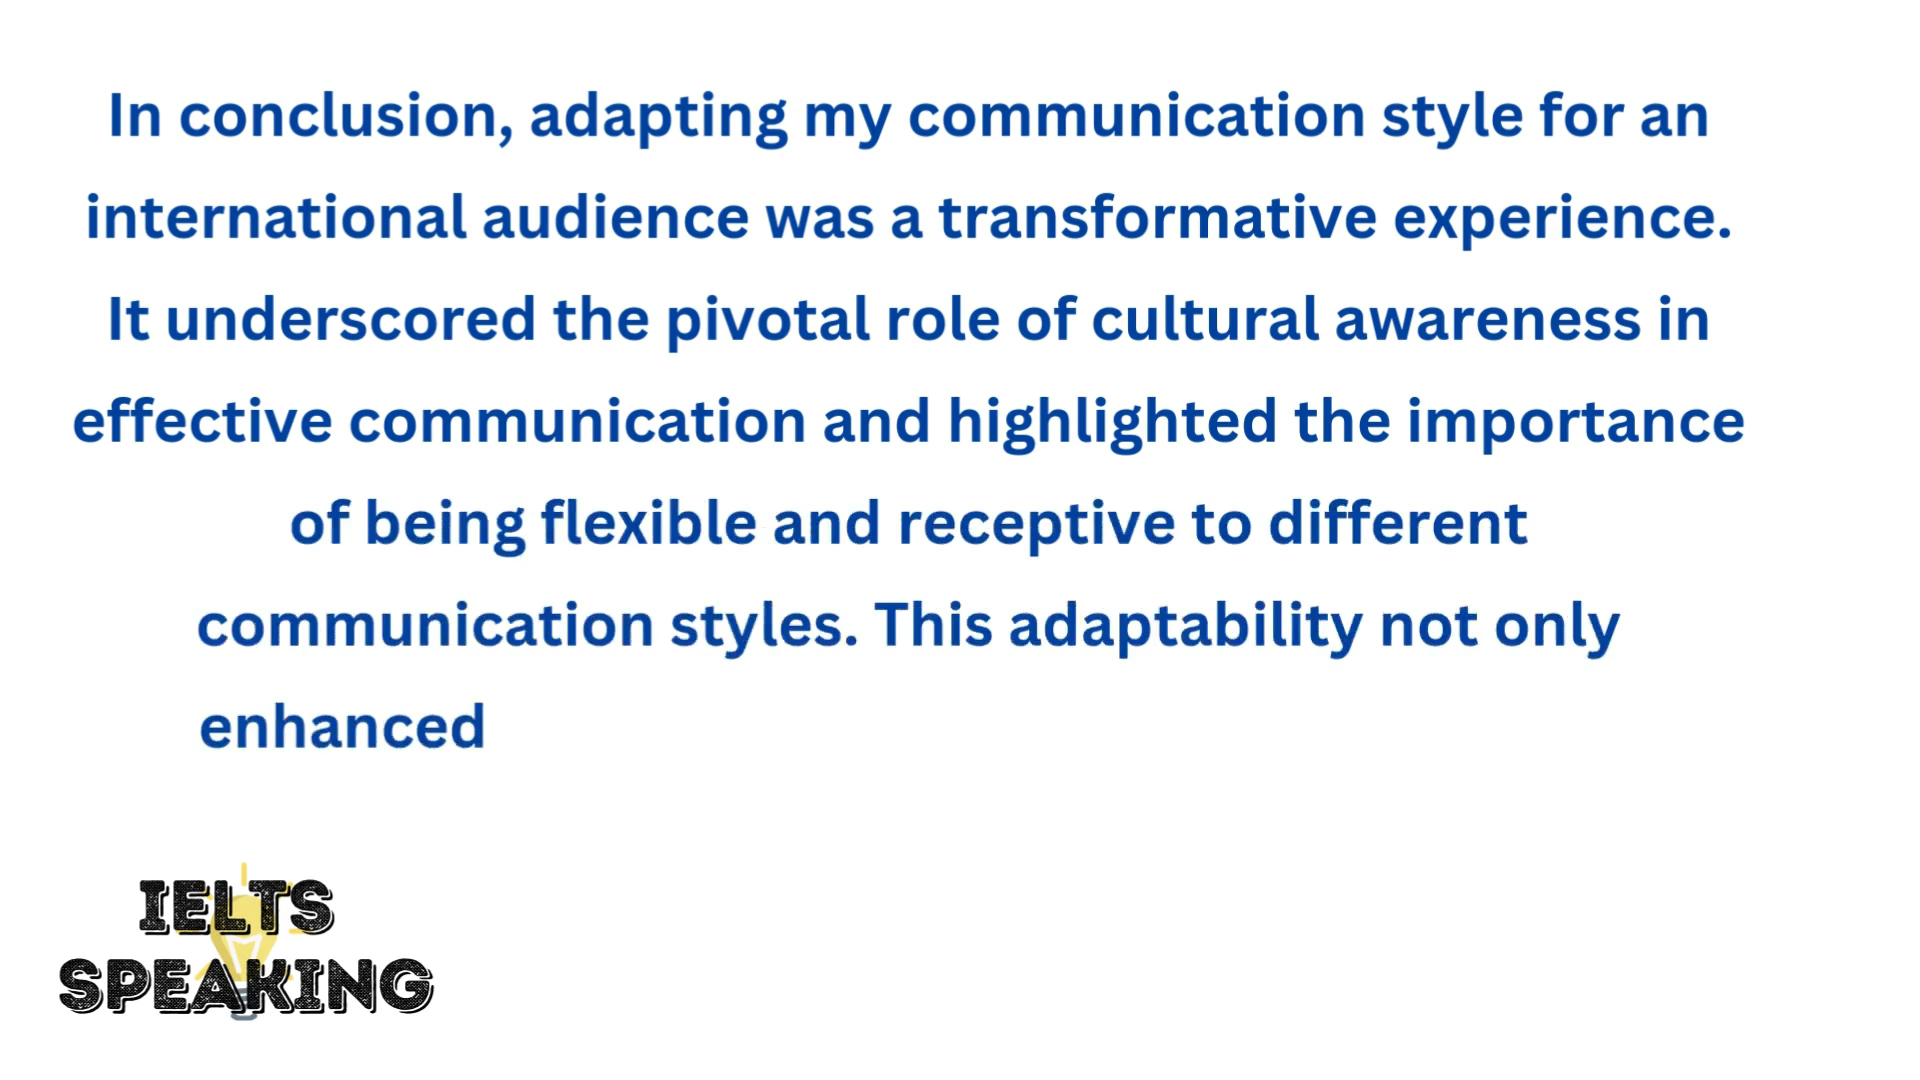 In conclusion, adapting my communication style for an
international audience was a transformative experience.
It underscored the pivotal role of cultural awareness in
effective communication and highlighted the importance
of being flexible and receptive to different
communication styles. This adaptability not only
enhanced
IELTS
SPEAKING